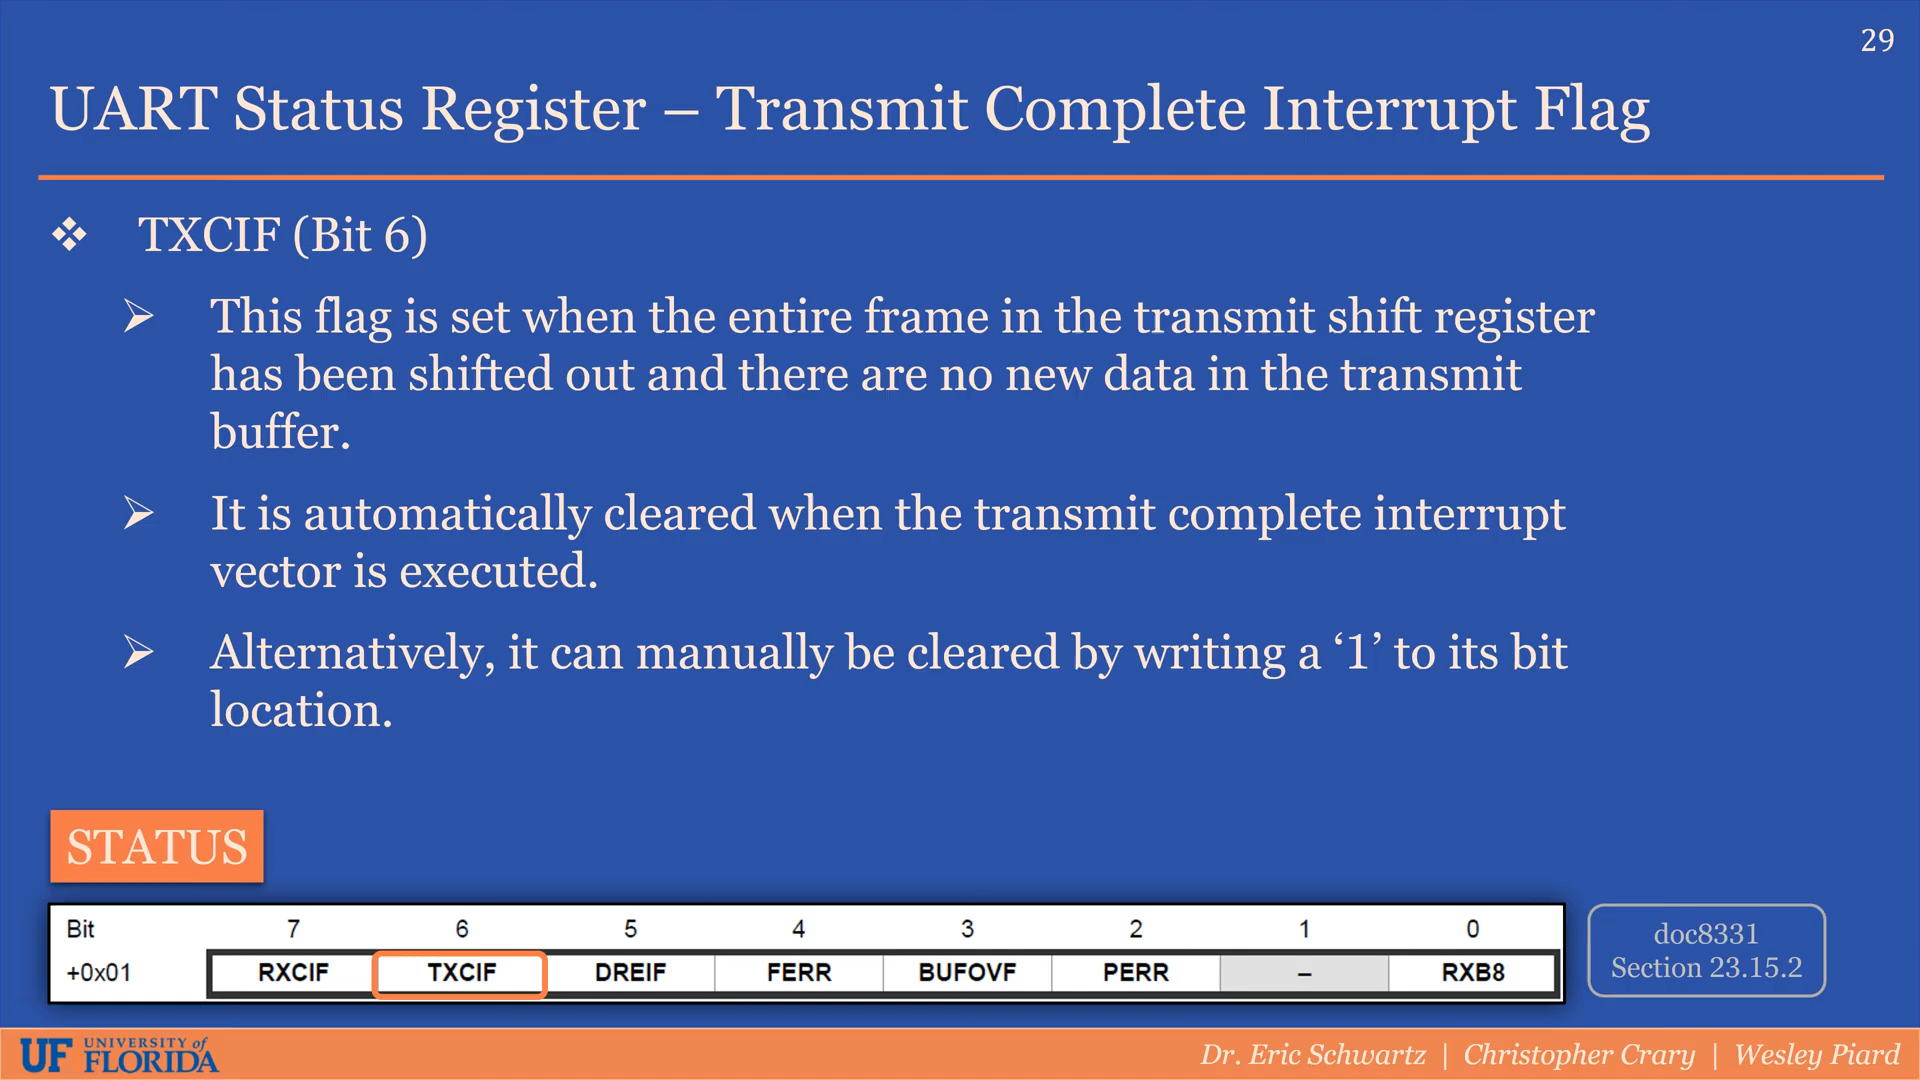 29
UART Status Register – Transmit Complete Interrupt Flag
❖ TXCIF (Bit 6)
➢ This flag is set when the entire frame in the transmit shift register
has been shifted out and there are no new data in the transmit
buffer.
➢ It is automatically cleared when the transmit complete interrupt
vector is executed.
➢ Alternatively, it can manually be cleared by writing a ‘1’ to its bit
location.
STATUS
Bit 7 6 5 4 3 2 1 0
+0x01 RXCIF TXCIF DREIF FERR BUFOVF PERR – RXB8
doc8331
Section 23.15.2
UF UNIVERSITY of
FLORIDA
Dr. Eric Schwartz | Christopher Crary | Wesley Piard